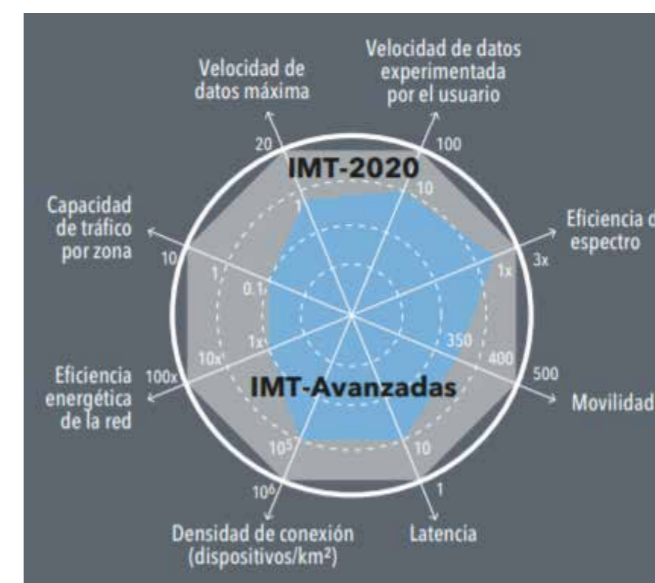 Velocidad de
datos máxima
Velocidad de datos
experimentada
por el usuario
20
100
IMT-2020
1
10
Capacidad
de tráfico
por zona
Eficiencia d
espectro
10
1
0.1
1x
3x
Eficiencia
energética
de la red
100x
10x
1x
350
400
500
Movilidad
IMT-Avanzadas
10⁵
10
10⁶
1
Densidad de conexión
(dispositivos/km²)
Latencia